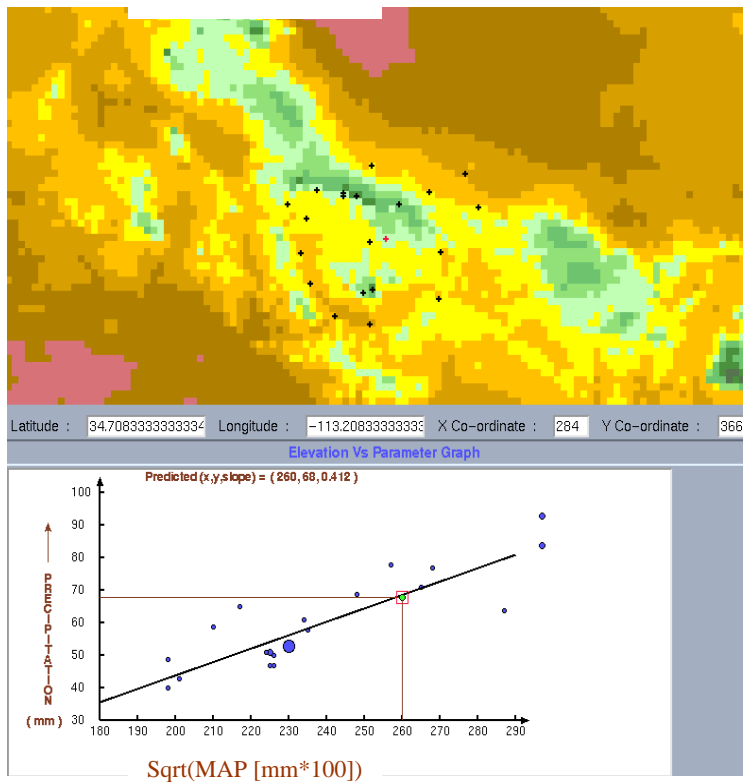 Latitude : 34.7083333333334 Longitude : -113.20833333333 X Co-ordinate : 284 Y Co-ordinate : 366
Elevation Vs Parameter Graph
Predicted (x,y,slope) = ( 260, 68, 0.412 )
100
90
80
70
60
50
40
30
PRECIPITATION
( mm )
180 190 200 210 220 230 240 250 260 270 280 290
Sqrt(MAP [mm*100])